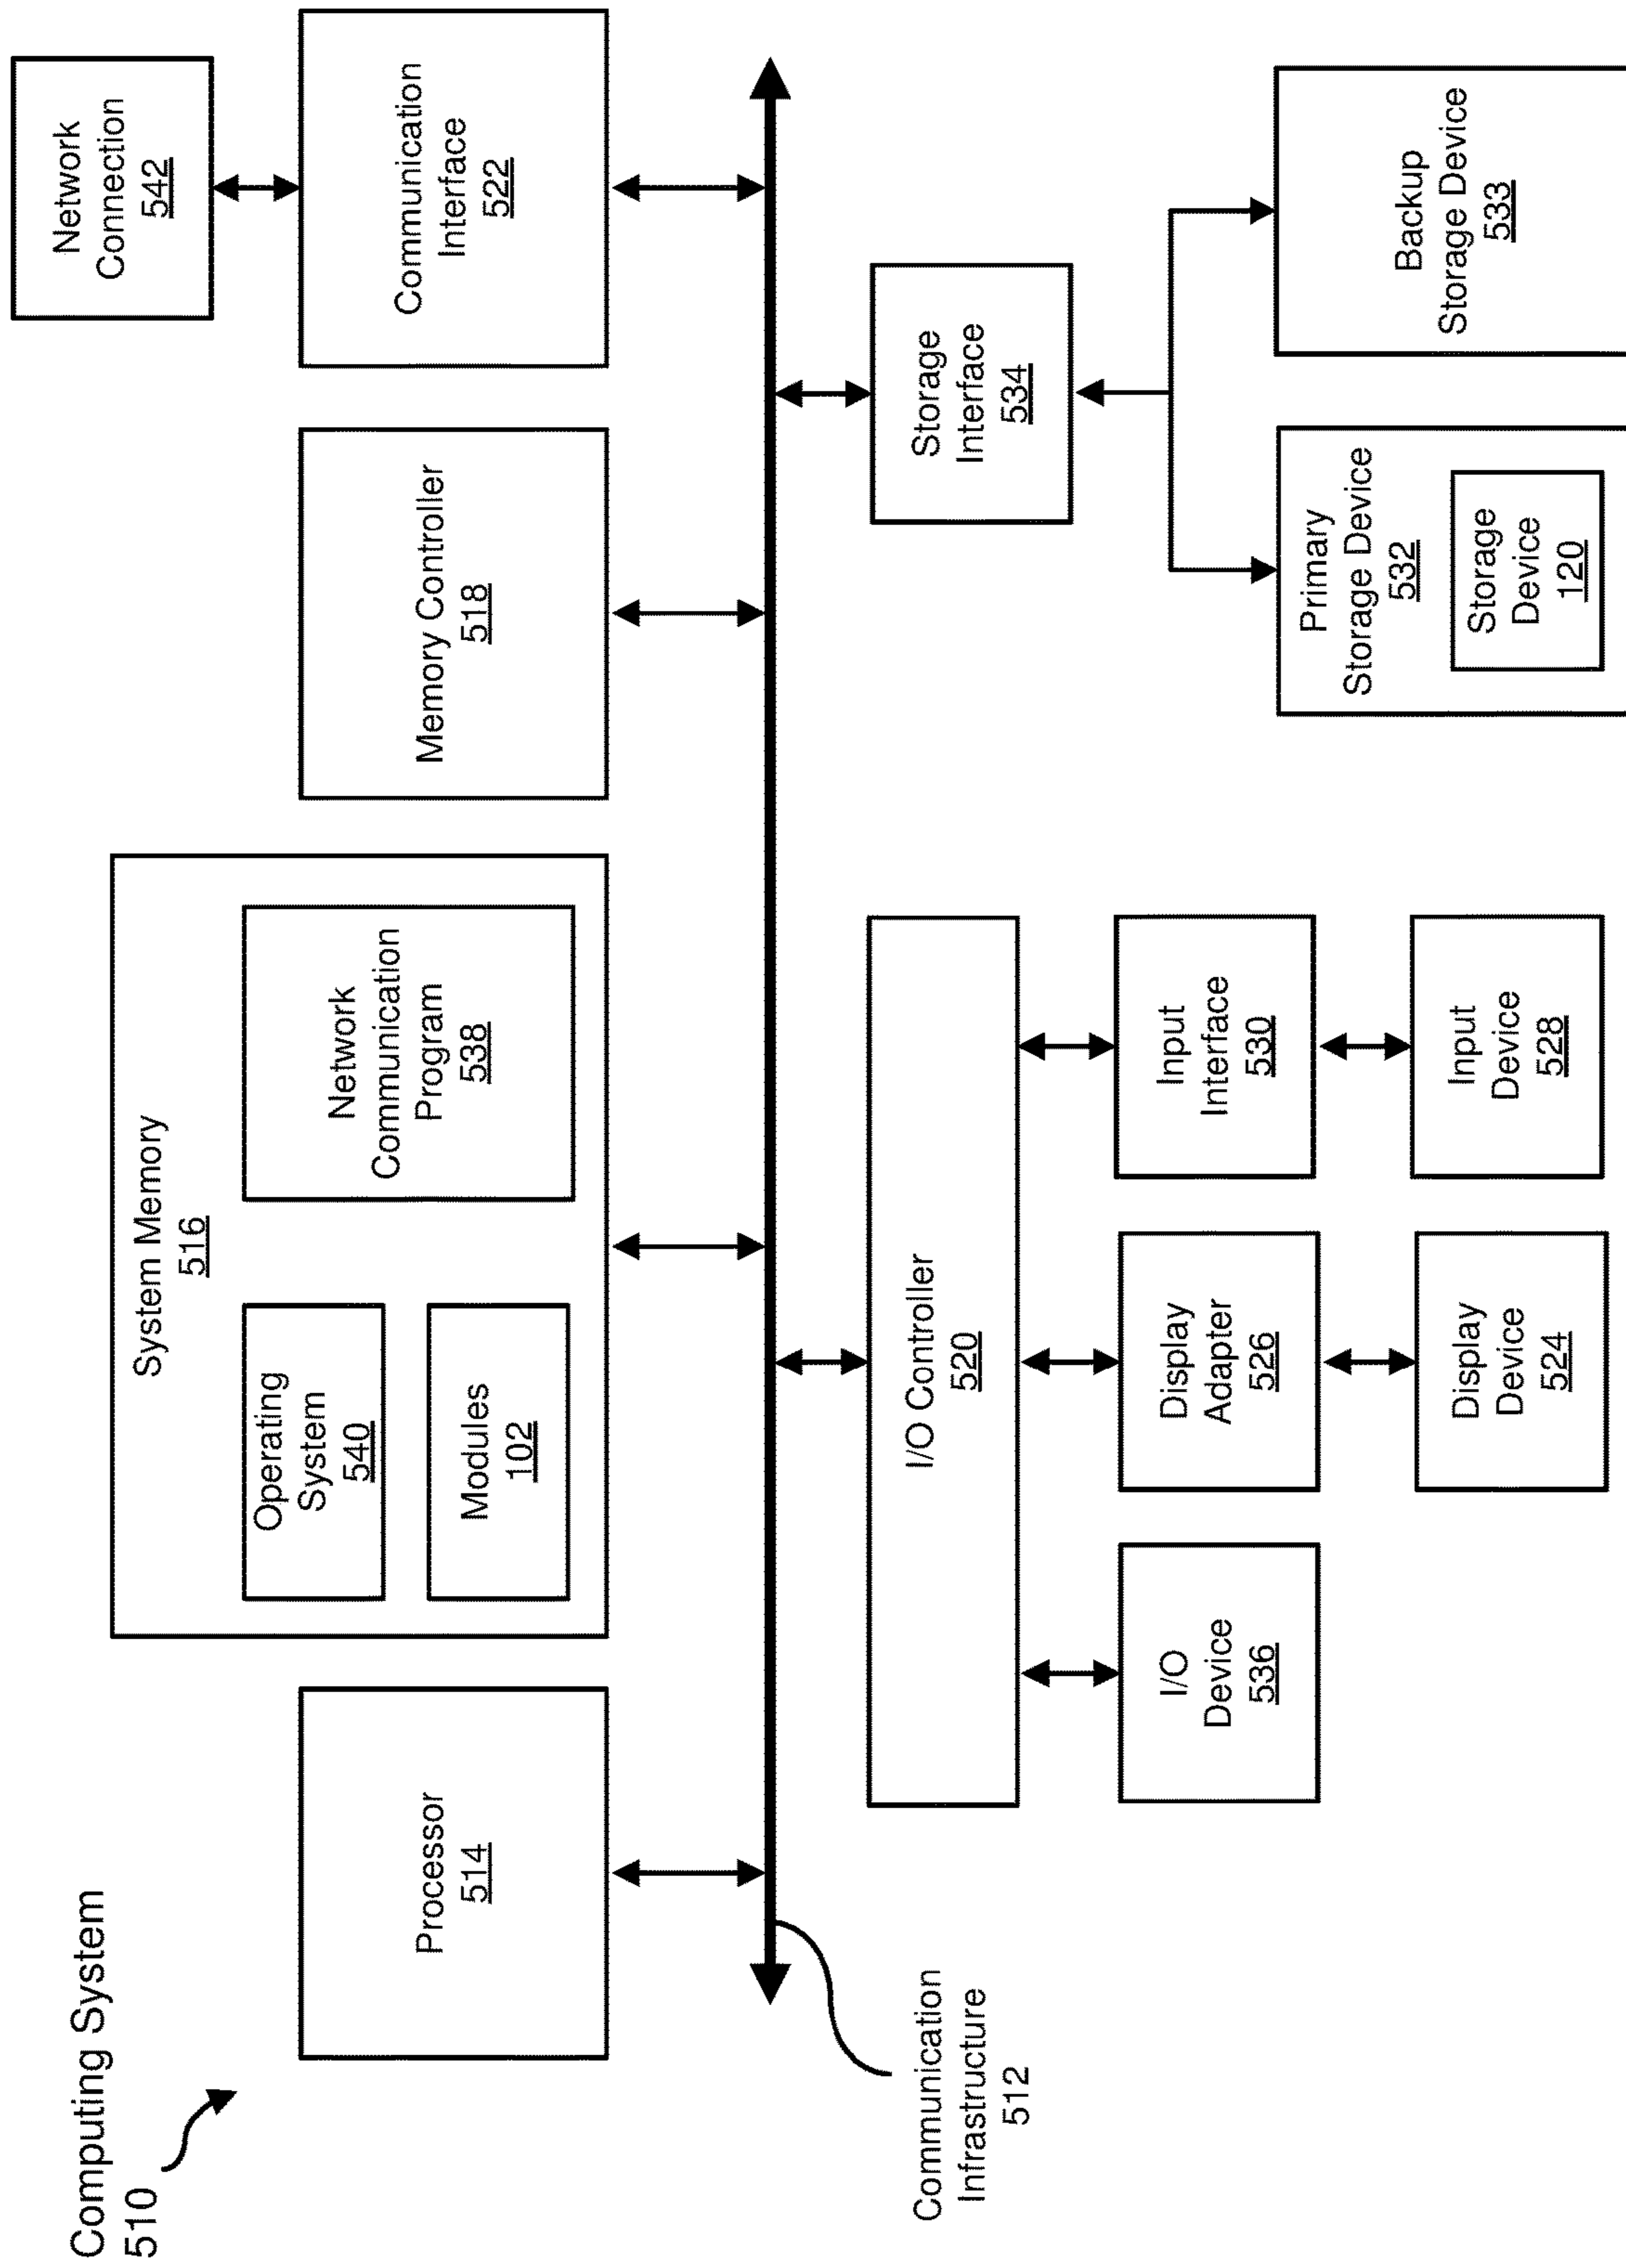 Computing System
510
Processor
514
System Memory
516
Operating
System
540
Modules
102
Network
Communication
Program
538
Memory Controller
518
Network
Connection
542
Communication
Interface
522
Communication
Infrastructure
512
I/O Controller
520
I/O
Device
536
Display
Adapter
526
Input
Interface
530
Display
Device
524
Input
Device
528
Storage
Interface
534
Primary
Storage Device
532
Storage
Device
120
Backup
Storage Device
533